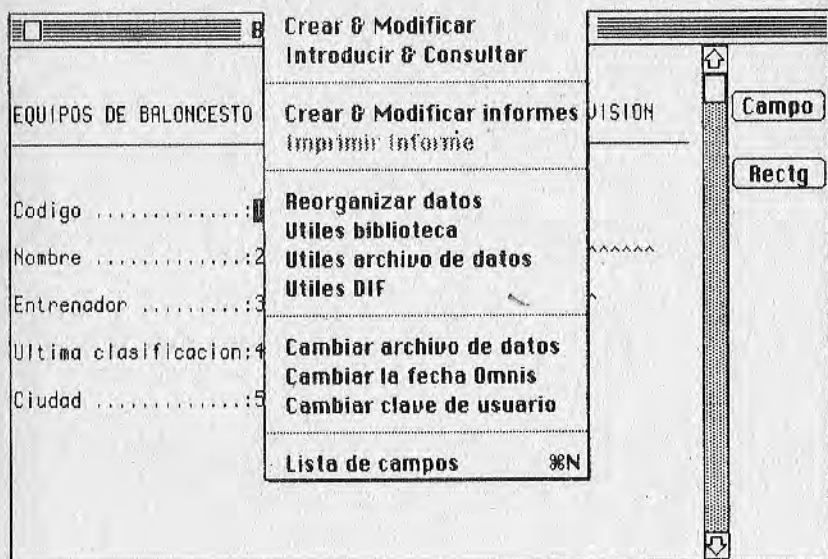 B
Crear & Modificar
Introducir & Consultar
Crear & Modificar informes
Imprimir informe
Reorganizar datos
Utiles biblioteca
Utiles archivo de datos
Utiles DIF
Cambiar archivo de datos
Cambiar la fecha Omnis
Cambiar clave de usuario
Lista de campos ⌘N
EQUIPOS DE BALONCESTO
VISION
Codigo .............:1
Nombre .............:2 ^^^^^^
Entrenador .........:3 ^
Ultima clasificacion:4
Ciudad .............:5
Campo
Rectg